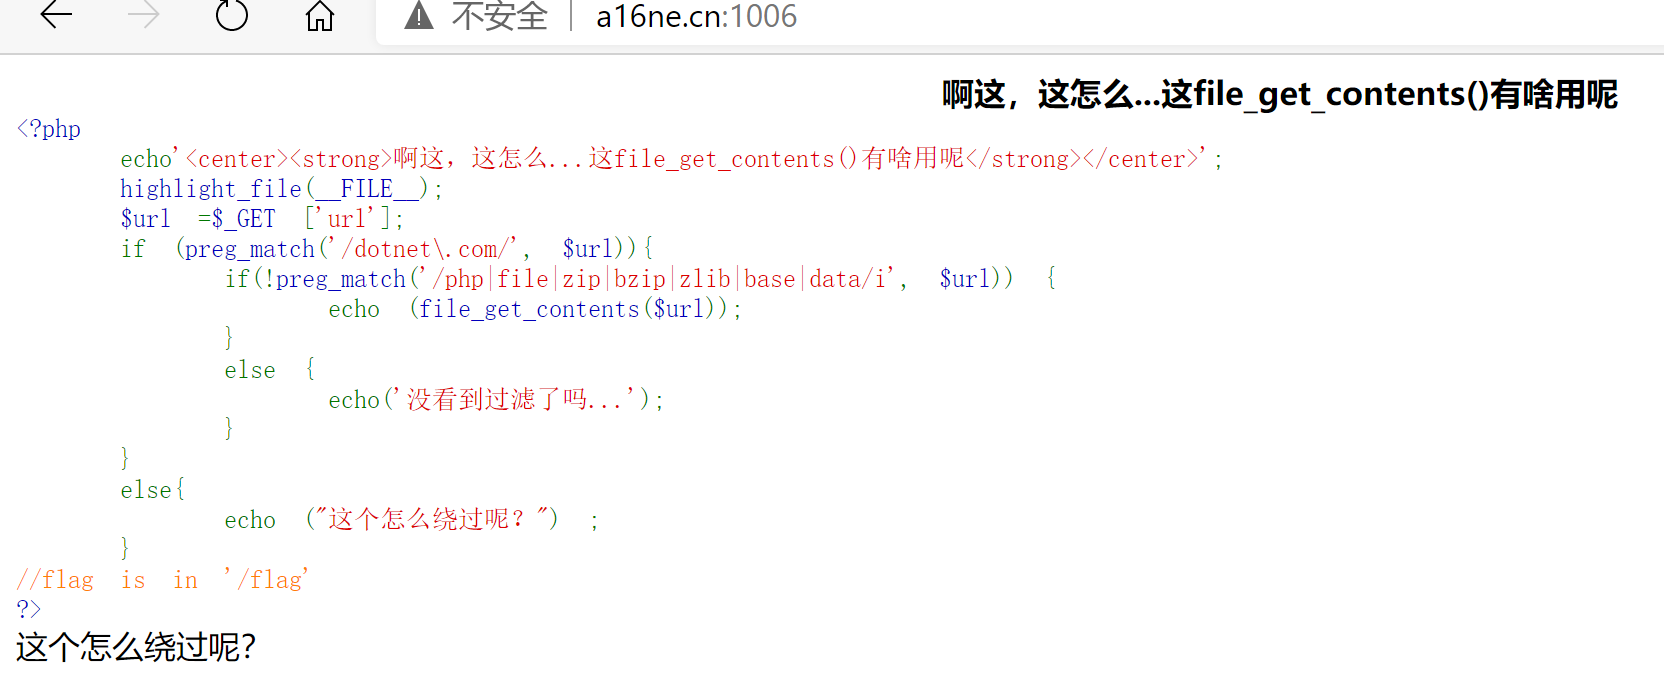 不安全 | a16ne.cn:1006
啊这，这怎么...这file_get_contents()有啥用呢
<?php
echo'<center><strong>啊这，这怎么...这file_get_contents()有啥用呢</strong></center>';
highlight_file(__FILE__);
$url =$_GET ['url'];
if (preg_match('/dotnet\.com/', $url)){
if(!preg_match('/php|file|zip|bzip|zlib|base|data/i', $url)) {
echo (file_get_contents($url));
}
else {
echo('没看到过滤了吗...');
}
}
else{
echo ("这个怎么绕过呢？") ;
}
//flag is in '/flag'
?>
这个怎么绕过呢？